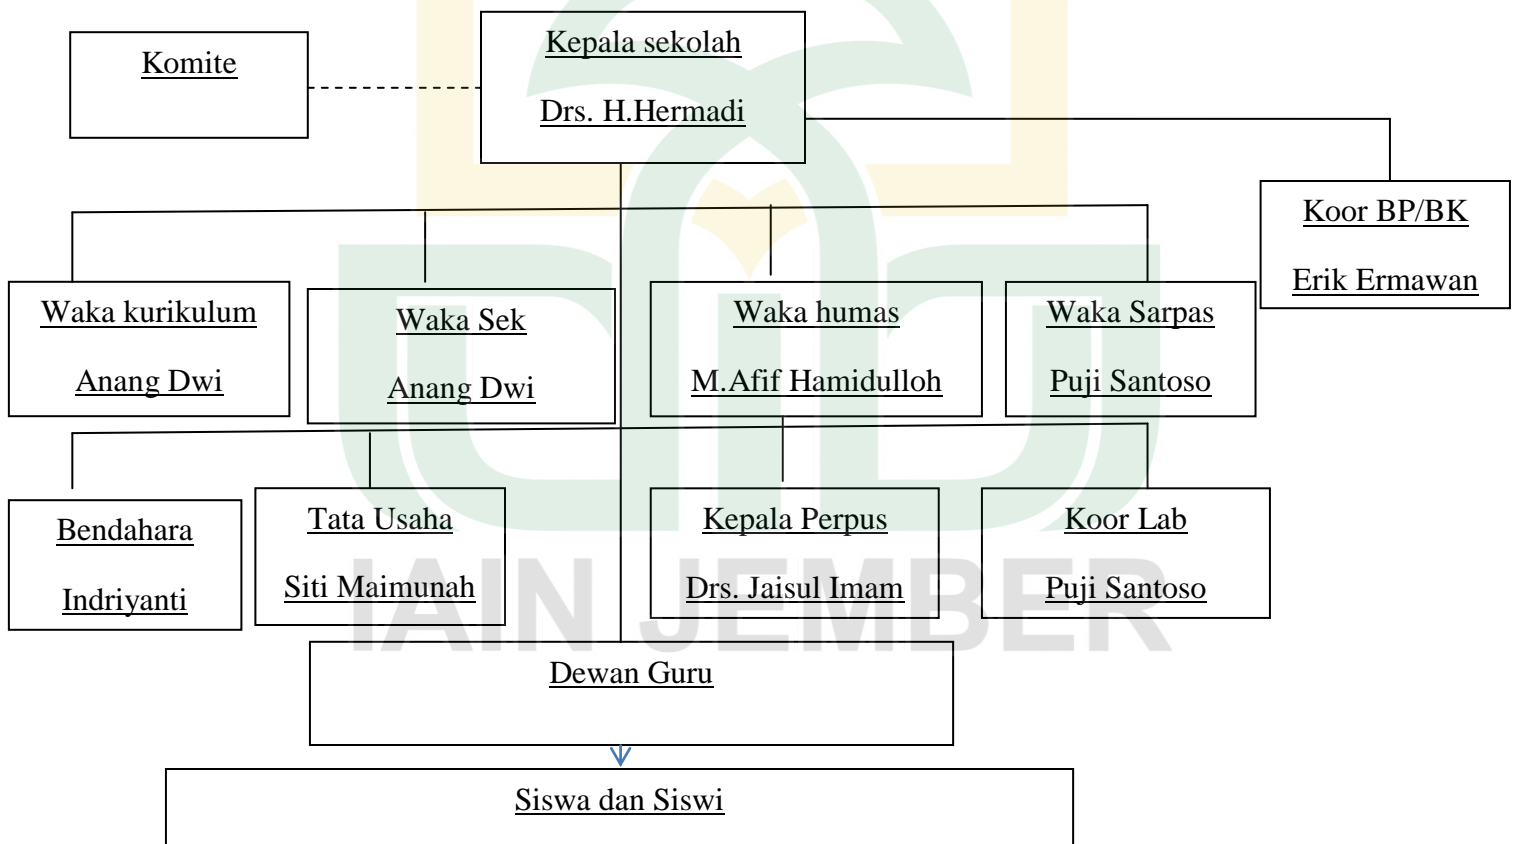 Komite
Kepala sekolah
Drs. H.Hermadi
Koor BP/BK
Erik Ermawan
Waka kurikulum
Anang Dwi
Waka Sek
Anang Dwi
Waka humas
M.Afif Hamidulloh
Waka Sarpas
Puji Santoso
Bendahara
Indriyanti
Tata Usaha
Siti Maimunah
Kepala Perpus
Drs. Jaisul Imam
Koor Lab
Puji Santoso
IAIN JEMBER
Dewan Guru
Siswa dan Siswi